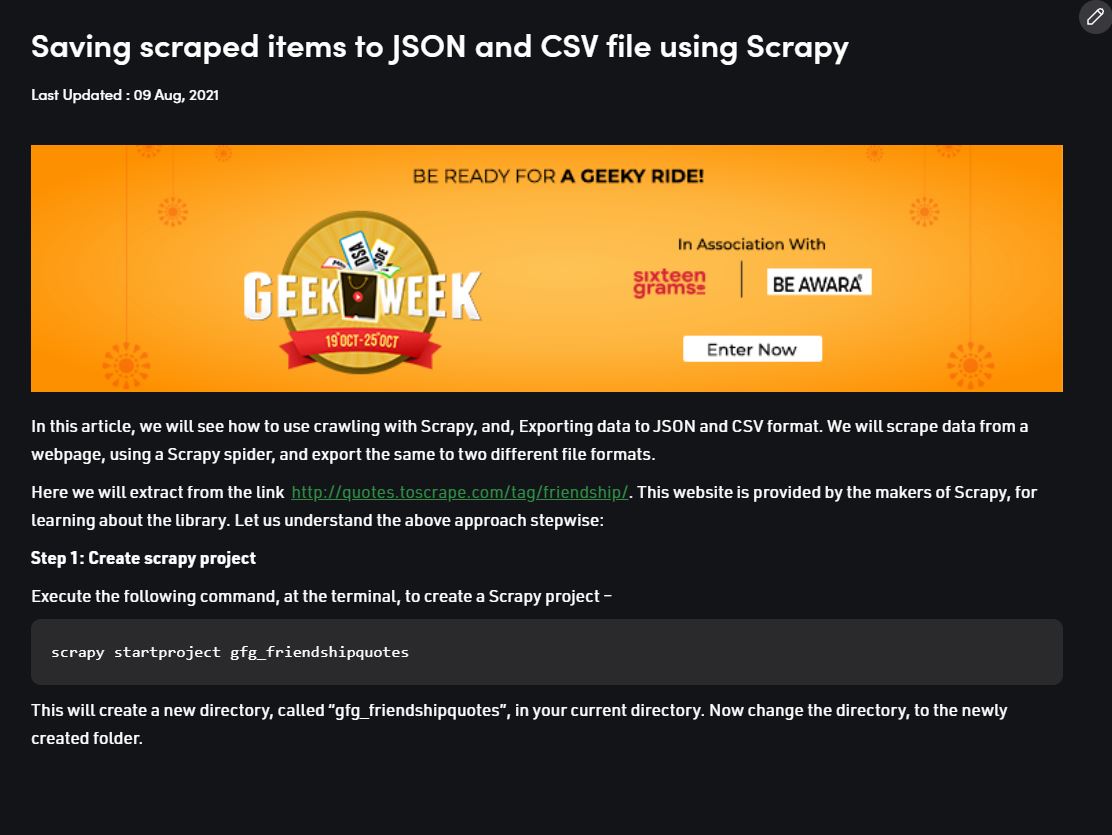 Saving scraped items to JSON and CSV file using Scrapy
Last Updated : 09 Aug, 2021
BE READY FOR A GEEKY RIDE!
DSA
SDE
GEEK WEEK
19th OCT-25th OCT
In Association With
sixteen
grams
BE AWARA
Enter Now
In this article, we will see how to use crawling with Scrapy, and, Exporting data to JSON and CSV format. We will scrape data from a
webpage, using a Scrapy spider, and export the same to two different file formats.
Here we will extract from the link http://quotes.toscrape.com/tag/friendship/. This website is provided by the makers of Scrapy, for
learning about the library. Let us understand the above approach stepwise:
Step 1: Create scrapy project
Execute the following command, at the terminal, to create a Scrapy project –
scrapy startproject gfg_friendshipquotes
This will create a new directory, called “gfg_friendshipquotes”, in your current directory. Now change the directory, to the newly
created folder.